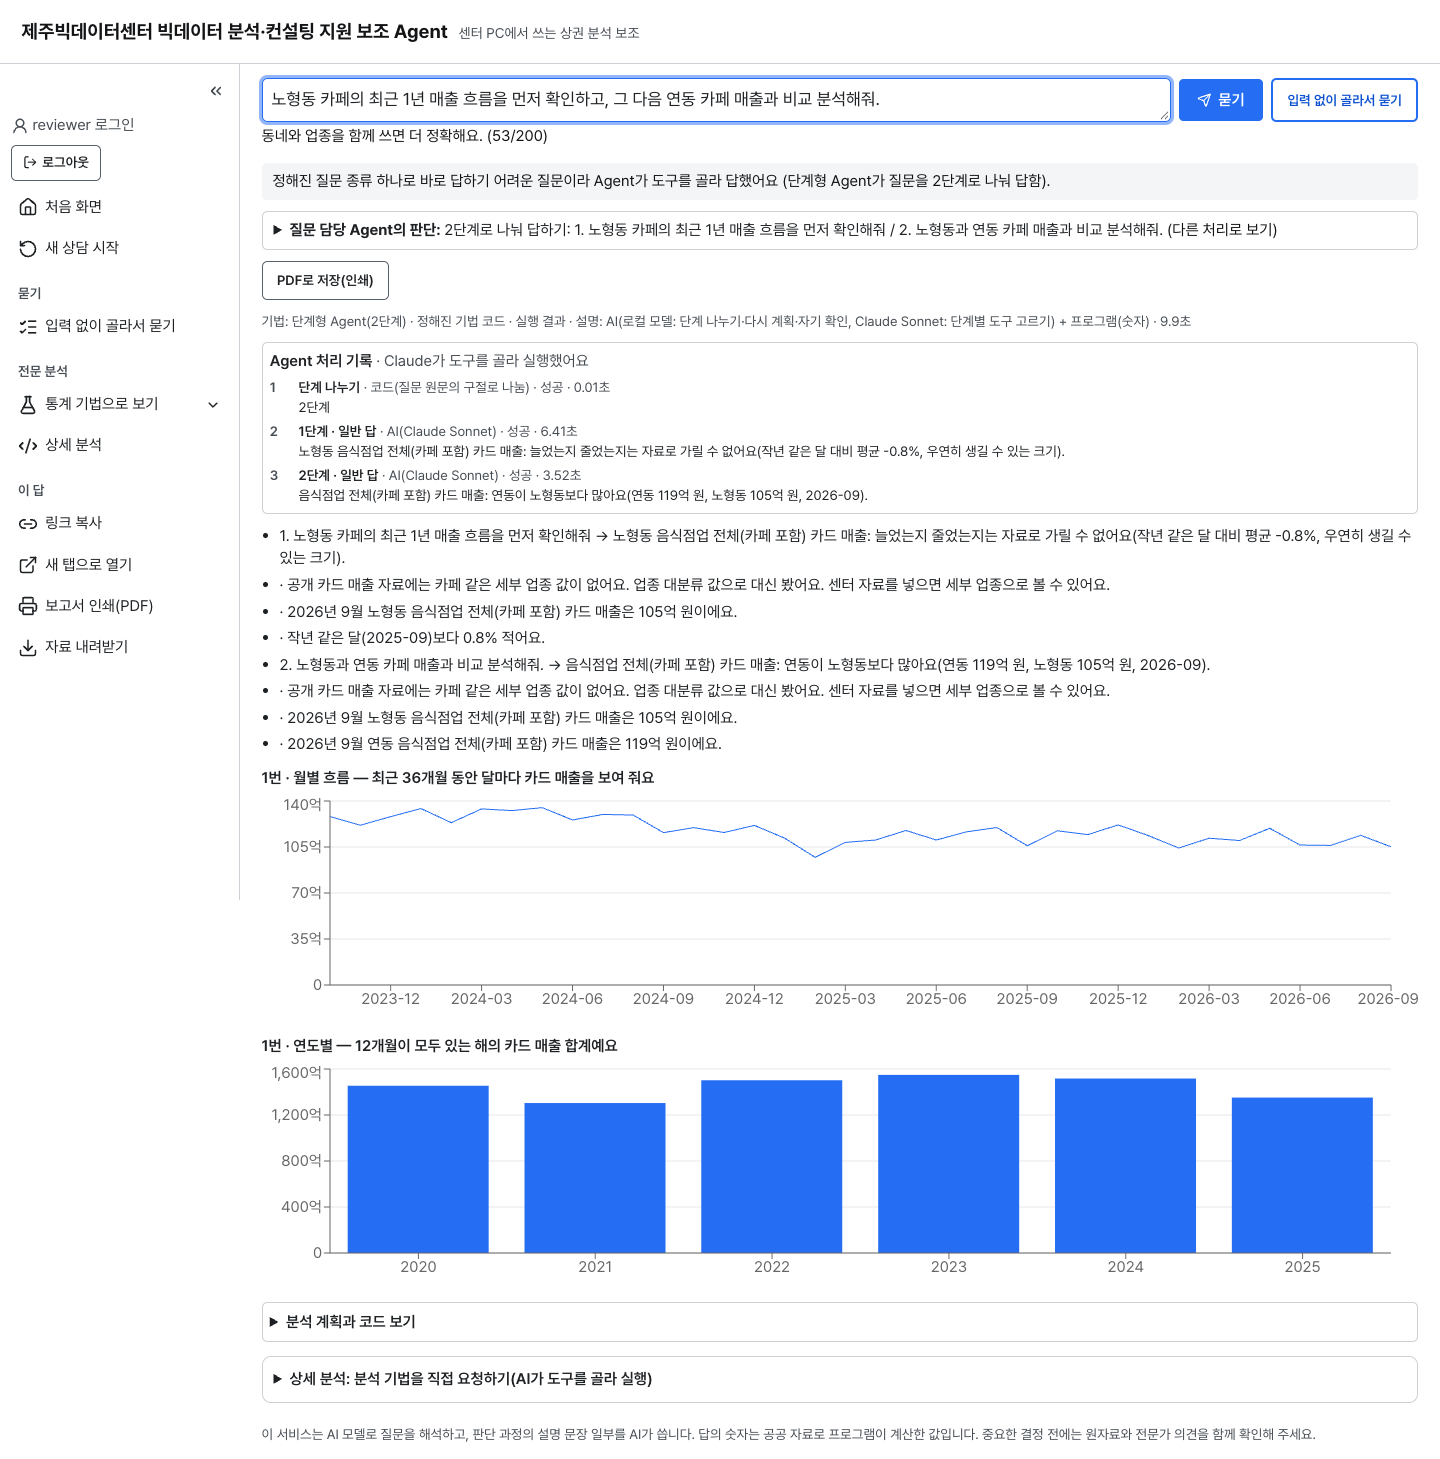 제주빅데이터센터 빅데이터 분석·컨설팅 지원 보조 Agent 센터 PC에서 쓰는 상권 분석 보조
reviewer 로그인
로그아웃
처음 화면
새 상담 시작
묻기
입력 없이 골라서 묻기
전문 분석
통계 기법으로 보기
상세 분석
이 답
링크 복사
새 탭으로 열기
보고서 인쇄(PDF)
자료 내려받기
노형동 카페의 최근 1년 매출 흐름을 먼저 확인하고, 그 다음 연동 카페 매출과 비교 분석해줘.
묻기
입력 없이 골라서 묻기
동네와 업종을 함께 쓰면 더 정확해요. (53/200)
정해진 질문 종류 하나로 바로 답하기 어려운 질문이라 Agent가 도구를 골라 답했어요 (단계형 Agent가 질문을 2단계로 나눠 답함).
▶ 질문 담당 Agent의 판단: 2단계로 나눠 답하기: 1. 노형동 카페의 최근 1년 매출 흐름을 먼저 확인해줘 / 2. 노형동과 연동 카페 매출과 비교 분석해줘. (다른 처리로 보기)
PDF로 저장(인쇄)
기법: 단계형 Agent(2단계) · 정해진 기법 코드 · 실행 결과 · 설명: AI(로컬 모델: 단계 나누기·다시 계획·자기 확인, Claude Sonnet: 단계별 도구 고르기) + 프로그램(숫자) · 9.9초
Agent 처리 기록 · Claude가 도구를 골라 실행했어요
1 단계 나누기 · 코드(질문 원문의 구절로 나눔) · 성공 · 0.01초
2단계
2 1단계 · 일반 답 · AI(Claude Sonnet) · 성공 · 6.41초
노형동 음식점업 전체(카페 포함) 카드 매출: 늘었는지 줄었는지는 자료로 가릴 수 없어요(작년 같은 달 대비 평균 -0.8%, 우연히 생길 수 있는 크기).
3 2단계 · 일반 답 · AI(Claude Sonnet) · 성공 · 3.52초
음식점업 전체(카페 포함) 카드 매출: 연동이 노형동보다 많아요(연동 119억 원, 노형동 105억 원, 2026-09).
• 1. 노형동 카페의 최근 1년 매출 흐름을 먼저 확인해줘 → 노형동 음식점업 전체(카페 포함) 카드 매출: 늘었는지 줄었는지는 자료로 가릴 수 없어요(작년 같은 달 대비 평균 -0.8%, 우연히 생길 수
있는 크기).
• · 공개 카드 매출 자료에는 카페 같은 세부 업종 값이 없어요. 업종 대분류 값으로 대신 봤어요. 센터 자료를 넣으면 세부 업종으로 볼 수 있어요.
• · 2026년 9월 노형동 음식점업 전체(카페 포함) 카드 매출은 105억 원이에요.
• · 작년 같은 달(2025-09)보다 0.8% 적어요.
• 2. 노형동과 연동 카페 매출과 비교 분석해줘. → 음식점업 전체(카페 포함) 카드 매출: 연동이 노형동보다 많아요(연동 119억 원, 노형동 105억 원, 2026-09).
• · 공개 카드 매출 자료에는 카페 같은 세부 업종 값이 없어요. 업종 대분류 값으로 대신 봤어요. 센터 자료를 넣으면 세부 업종으로 볼 수 있어요.
• · 2026년 9월 노형동 음식점업 전체(카페 포함) 카드 매출은 105억 원이에요.
• · 2026년 9월 연동 음식점업 전체(카페 포함) 카드 매출은 119억 원이에요.
1번 · 월별 흐름 — 최근 36개월 동안 달마다 카드 매출을 보여 줘요
140억
105억
70억
35억
0
2023-12 2024-03 2024-06 2024-09 2024-12 2025-03 2025-06 2025-09 2025-12 2026-03 2026-06 2026-09
1번 · 연도별 — 12개월이 모두 있는 해의 카드 매출 합계예요
1,600억
1,200억
800억
400억
0
2020 2021 2022 2023 2024 2025
▶ 분석 계획과 코드 보기
▶ 상세 분석: 분석 기법을 직접 요청하기(AI가 도구를 골라 실행)
이 서비스는 AI 모델로 질문을 해석하고, 판단 과정의 설명 문장 일부를 AI가 씁니다. 답의 숫자는 공공 자료로 프로그램이 계산한 값입니다. 중요한 결정 전에는 원자료와 전문가 의견을 함께 확인해 주세요.